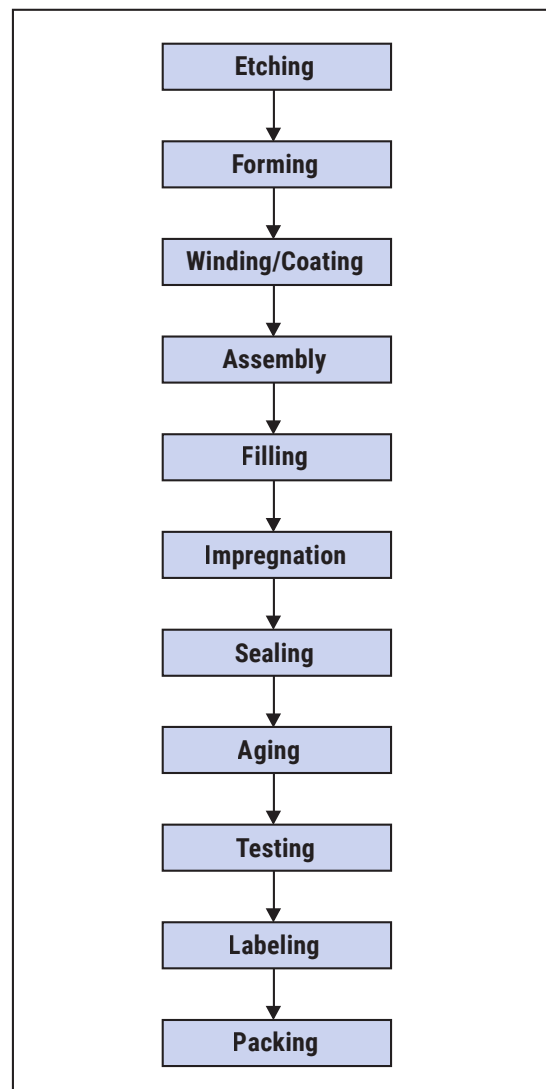 Etching
Forming
Winding/Coating
Assembly
Filling
Impregnation
Sealing
Aging
Testing
Labeling
Packing